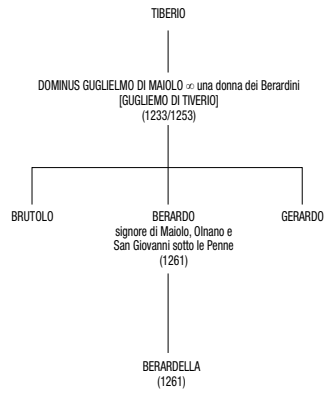 TIBERIO
DOMINUS GUGLIELMO DI MAIOLO ∞ una donna dei Berardini
[GUGLIEMO DI TIVERIO]
(1233/1253)
BRUTOLO
BERARDO
signore di Maiolo, Olnano e
San Giovanni sotto le Penne
(1261)
GERARDO
BERARDELLA
(1261)